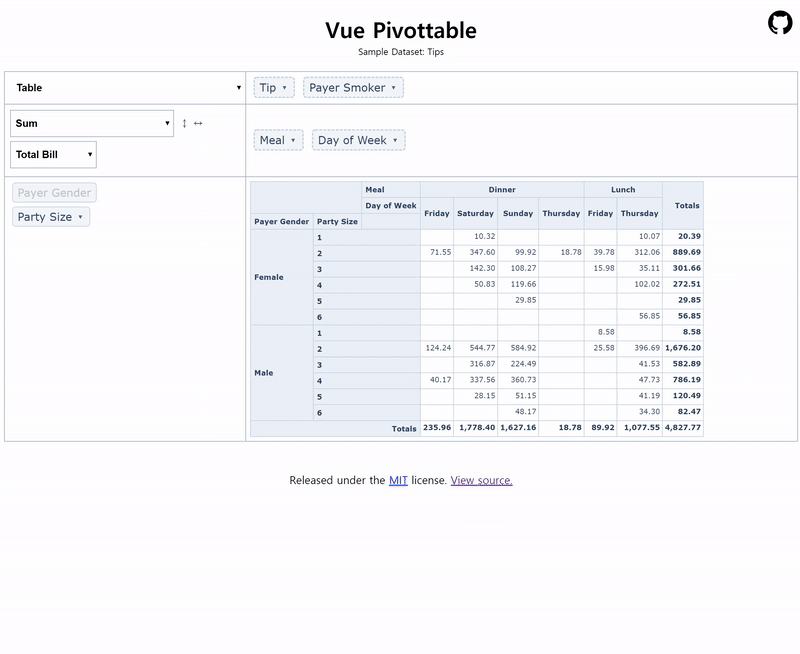 Vue Pivottable
Sample Dataset: Tips
Table ▾
Tip ▾ Payer Smoker ▾
Sum ▾ ↕ ↔
Total Bill ▾
Meal ▾ Day of Week ▾
Payer Gender
Party Size ▾
Meal Dinner Lunch Totals
Day of Week Friday Saturday Sunday Thursday Friday Thursday
Payer Gender Party Size
Female
1 10.32 10.07 20.39
2 71.55 347.60 99.92 18.78 39.78 312.06 889.69
3 142.30 108.27 15.98 35.11 301.66
4 50.83 119.66 102.02 272.51
5 29.85 29.85
6 56.85 56.85
Male
1 8.58 8.58
2 124.24 544.77 584.92 25.58 396.69 1,676.20
3 316.87 224.49 41.53 582.89
4 40.17 337.56 360.73 47.73 786.19
5 28.15 51.15 41.19 120.49
6 48.17 34.30 82.47
Totals 235.96 1,778.40 1,627.16 18.78 89.92 1,077.55 4,827.77
Released under the MIT license. View source.